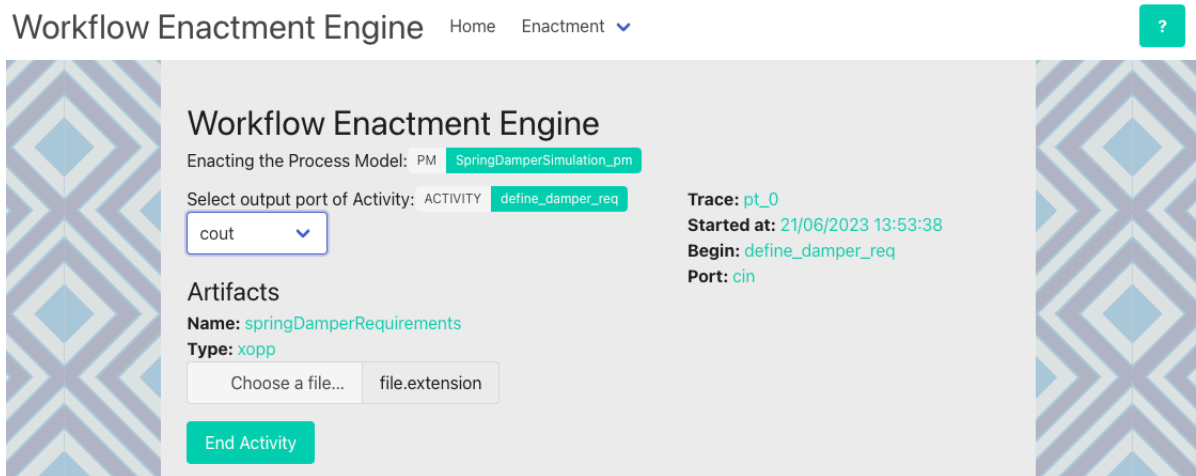 Workflow Enactment Engine Home Enactment ?
Workflow Enactment Engine
Enacting the Process Model: PM SpringDamperSimulation_pm
Select output port of Activity: ACTIVITY define_damper_req
cout
Trace: pt_0
Started at: 21/06/2023 13:53:38
Begin: define_damper_req
Port: cin
Artifacts
Name: springDamperRequirements
Type: xopp
Choose a file... file.extension
End Activity